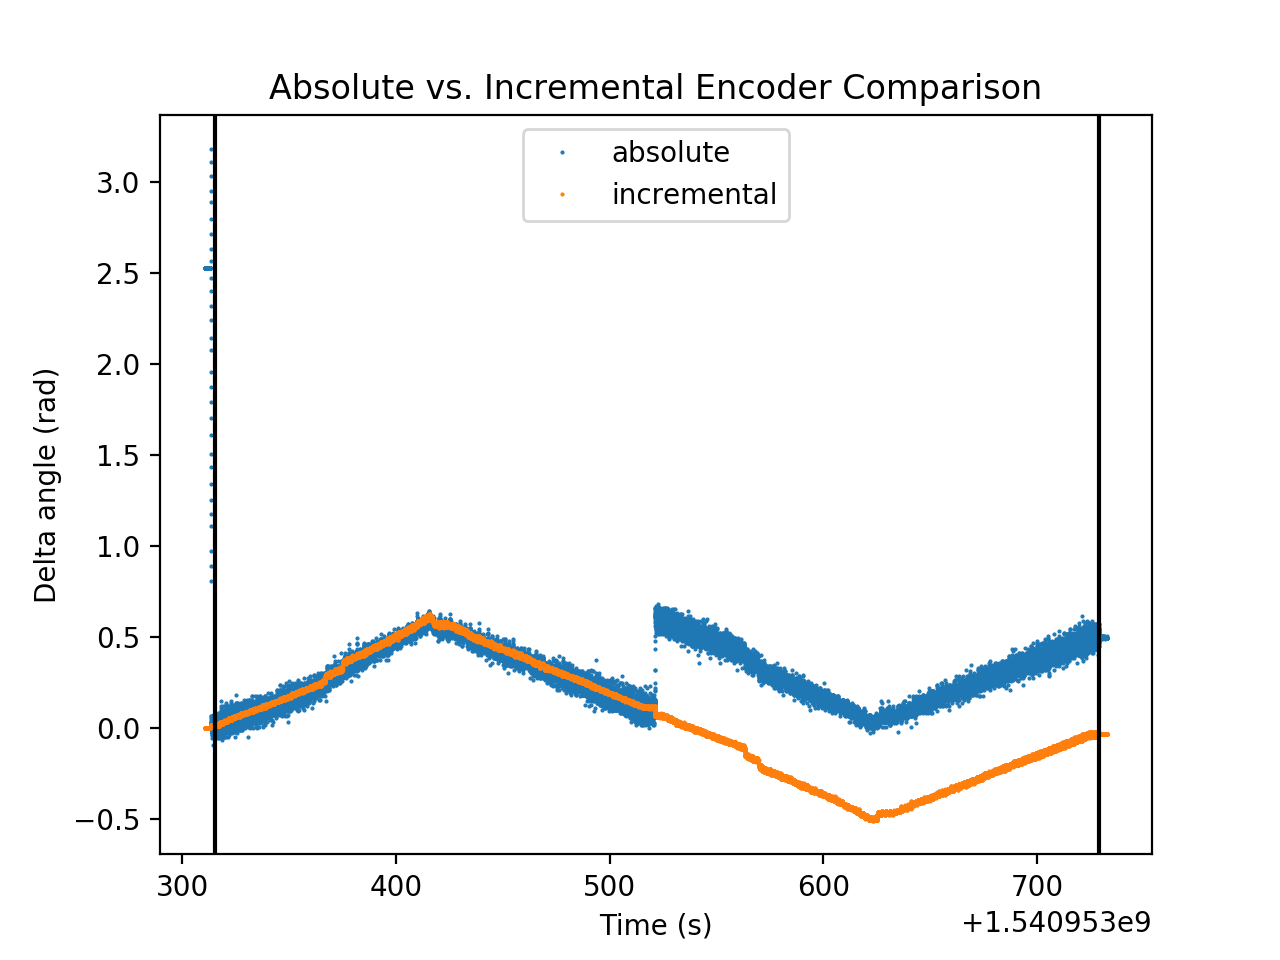 Absolute vs. Incremental Encoder Comparison
absolute
incremental
3.0
2.5
2.0
1.5
1.0
0.5
0.0
−0.5
Delta angle (rad)
300 400 500 600 700
Time (s)
+1.540953e9